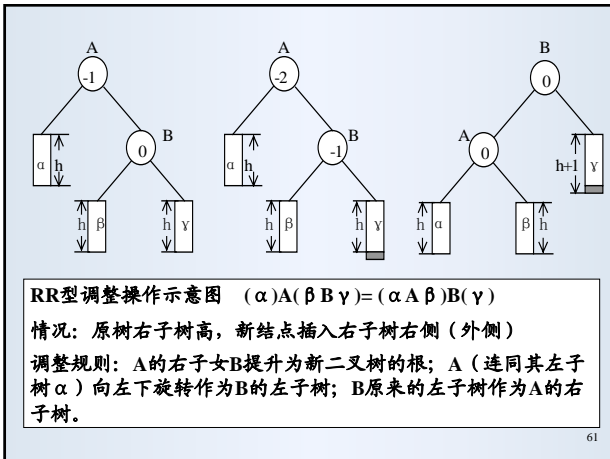 A A B
-1 -2 0
B B A
α h 0 α h -1 0 h+1 γ
h β h γ h β h γ h α β h
RR型调整操作示意图 (α)A(βBγ)=(αAβ)B(γ)
情况：原树右子树高，新结点插入右子树右侧（外侧）
调整规则：A的右子女B提升为新二叉树的根；A（连同其左子
树α）向左下旋转作为B的左子树；B原来的左子树作为A的右
子树。
61